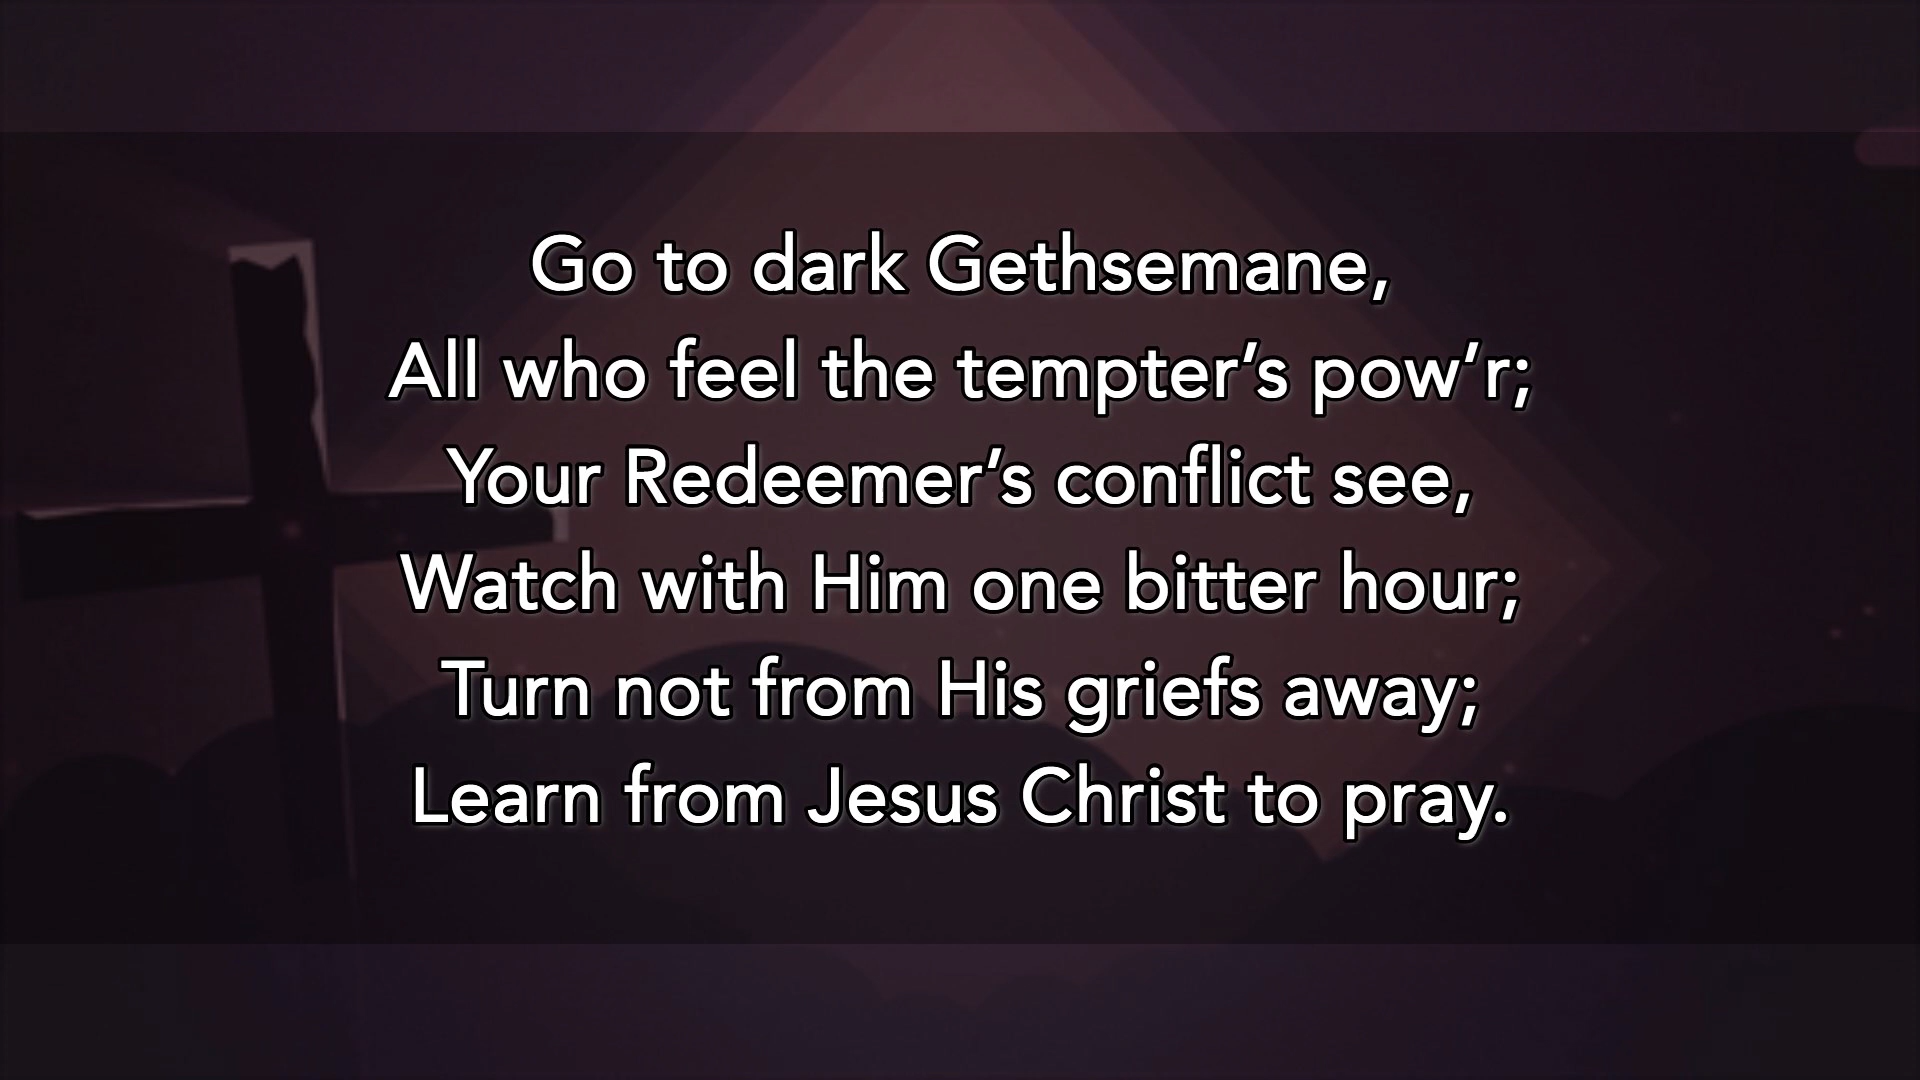 Go to dark Gethsemane,
All who feel the tempter’s pow’r;
Your Redeemer’s conflict see,
Watch with Him one bitter hour;
Turn not from His griefs away;
Learn from Jesus Christ to pray.